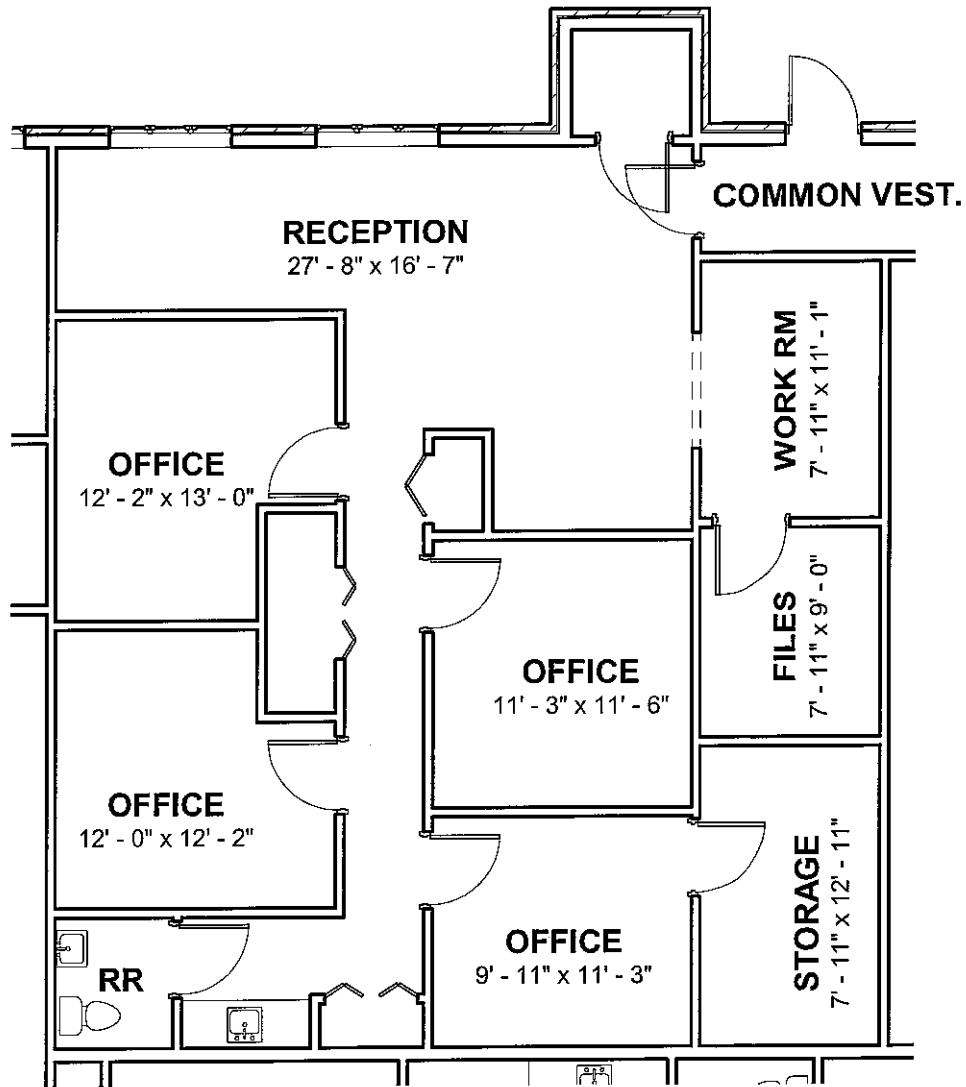 COMMON VEST.
RECEPTION
27' - 8" x 16' - 7"
WORK RM
7' - 11" x 11' - 1"
OFFICE
12' - 2" x 13' - 0"
FILES
7' - 11" x 9' - 0"
OFFICE
11' - 3" x 11' - 6"
OFFICE
12' - 0" x 12' - 2"
STORAGE
7' - 11" x 12' - 11"
OFFICE
9' - 11" x 11' - 3"
RR